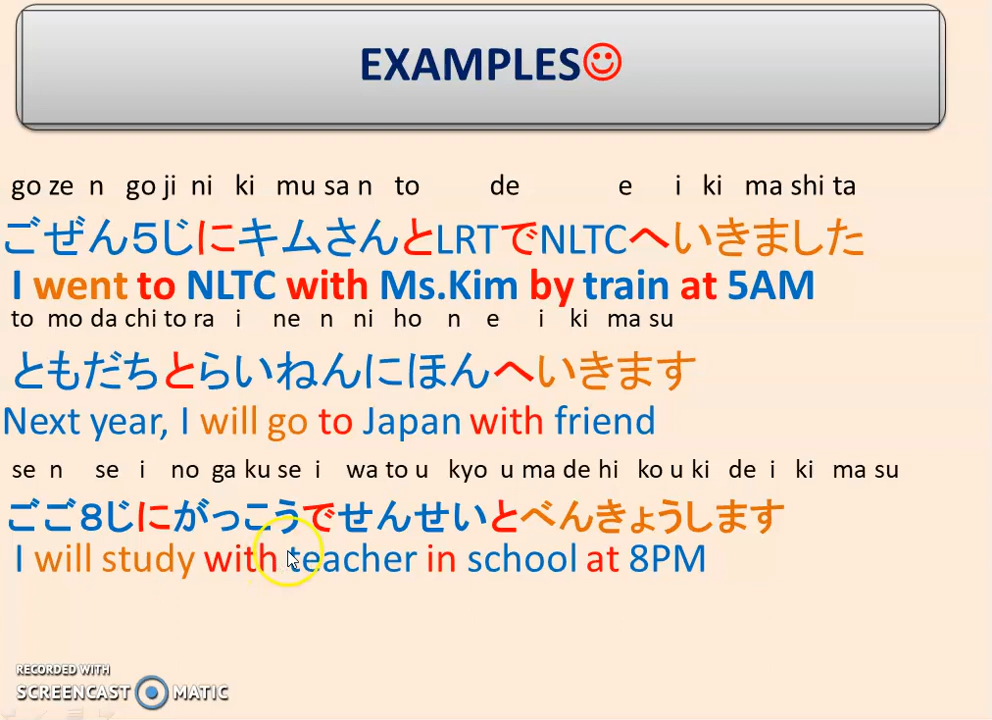 EXAMPLES☺
go ze n go ji ni ki mu sa n to de e i ki ma shi ta
ごぜん５じにキムさんとLRTでNLTCへいきました
I went to NLTC with Ms.Kim by train at 5AM
to mo da chi to ra i ne n ni ho n e i ki ma su
ともだちとらいねんにほんへいきます
Next year, I will go to Japan with friend
se n se i no ga ku se i wa to u kyo u ma de hi ko u ki de i ki ma su
ごご８じにがっこうでせんせいとべんきょうします
I will study with teacher in school at 8PM
RECORDED WITH
SCREENCAST MATIC